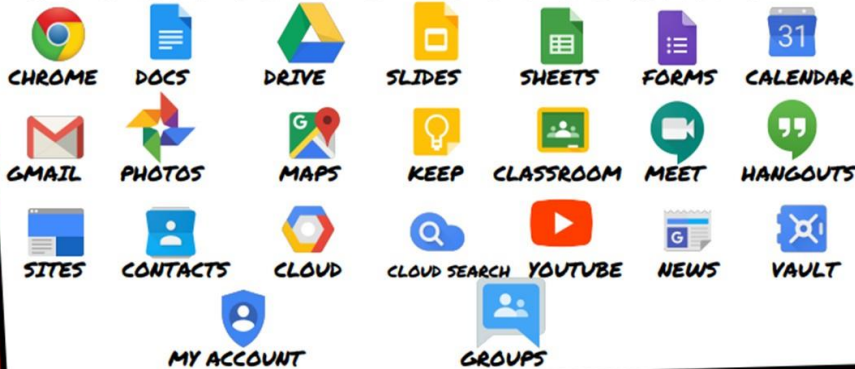 31
CHROME DOCS DRIVE SLIDES SHEETS FORMS CALENDAR
G
GMAIL PHOTOS MAPS KEEP CLASSROOM MEET HANGOUTS
G
SITES CONTACTS CLOUD CLOUD SEARCH YOUTUBE NEWS VAULT
MY ACCOUNT GROUPS